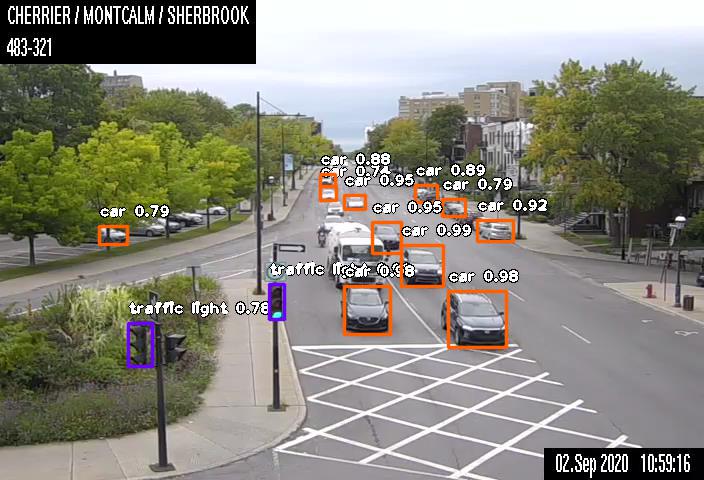 CHERRIER / MONTCALM / SHERBROOK
483-321
car 0.88
car 0.74
car 0.95
car 0.89
car 0.79
car 0.79
car 0.95
car 0.92
car 0.99
traffic light
car 0.98
car 0.98
traffic light 0.78
02.Sep 2020 10:59:16